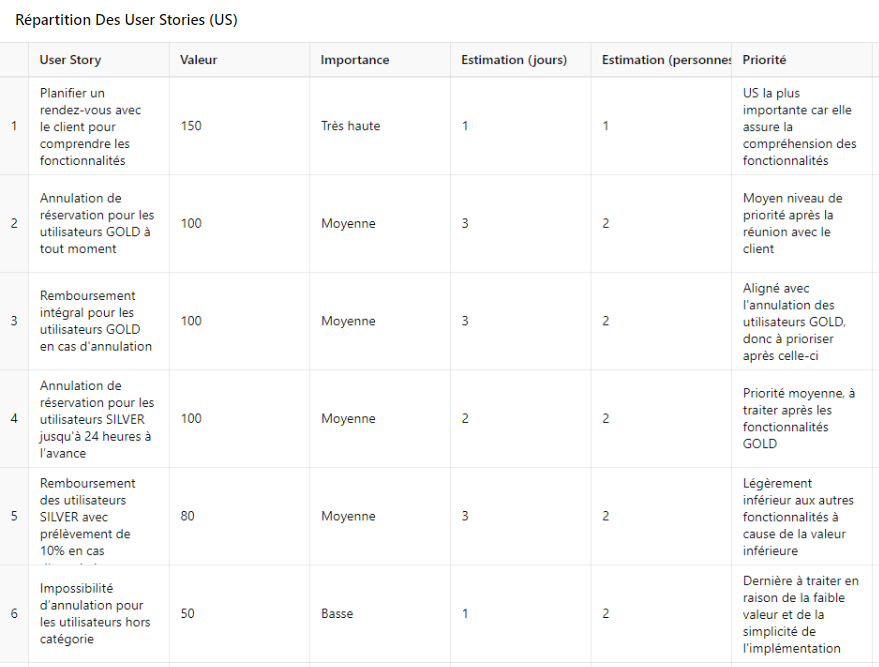 Répartition Des User Stories (US)
User Story Valeur Importance Estimation (jours) Estimation (personnes Priorité
1
Planifier un
rendez-vous avec
le client pour
comprendre les
fonctionnalités
150
Très haute
1
1
US la plus
importante car elle
assure la
compréhension des
fonctionnalités
2
Annulation de
réservation pour les
utilisateurs GOLD à
tout moment
100
Moyenne
3
2
Moyen niveau de
priorité après la
réunion avec le
client
3
Remboursement
intégral pour les
utilisateurs GOLD
en cas d'annulation
100
Moyenne
3
2
Aligné avec
l'annulation des
utilisateurs GOLD,
donc à prioriser
après celle-ci
4
Annulation de
réservation pour les
utilisateurs SILVER
jusqu'à 24 heures à
l'avance
100
Moyenne
2
2
Priorité moyenne, à
traiter après les
fonctionnalités
GOLD
5
Remboursement
des utilisateurs
SILVER avec
prélèvement de
10% en cas
80
Moyenne
3
2
Légèrement
inférieur aux autres
fonctionnalités à
cause de la valeur
inférieure
6
Impossibilité
d'annulation pour
les utilisateurs hors
catégorie
50
Basse
1
2
Dernière à traiter en
raison de la faible
valeur et de la
simplicité de
l'implémentation